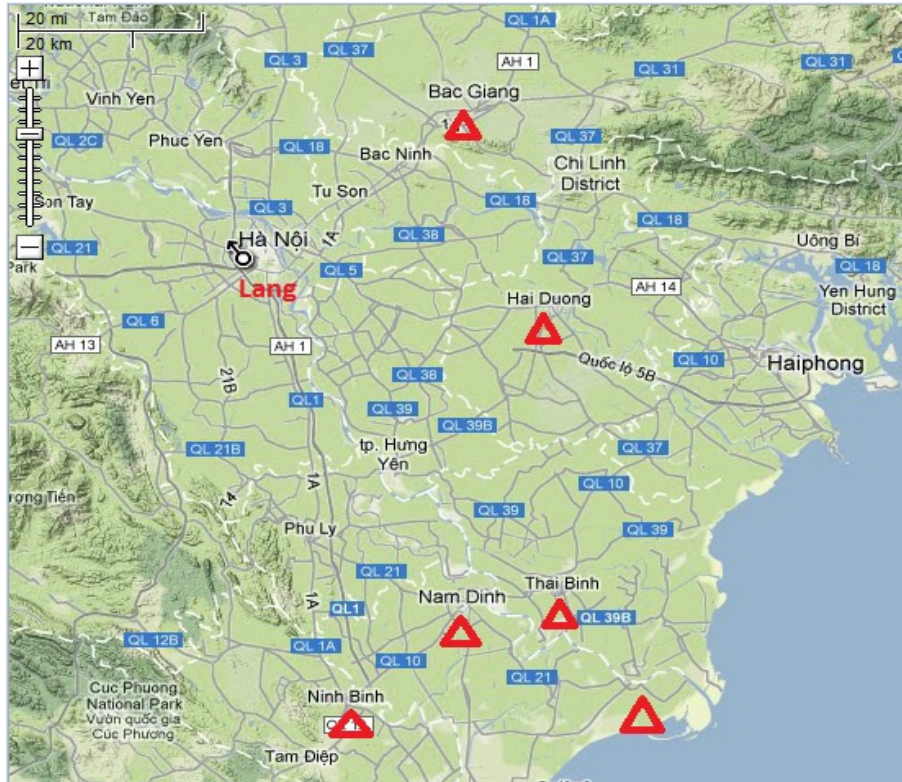 20 mi
Tam Đảo
20 km
QL 1A
QL 3
QL 37
AH 1
QL 31
QL 31
Vinh Yen
Bac Giang
QL 2C
Phuc Yen
QL 18
Bac Ninh
QL 37
Chi Linh
District
Tu Son
Son Tay
QL 3
QL 18
QL 18
1A
QL 38
Hà Nội
Uông Bí
QL 21
Park
QL 5
QL 37
QL 18
Lang
Hai Duong
AH 14
Yen Hung
District
QL 6
AH 13
AH 1
QL 10
Quốc lộ 5B
Haiphong
21B
QL 38
QL1
QL 39
QL 39B
QL 21B
tp. Hưng
Yên
QL 37
1A
QL 10
ượng Tiến
74
QL 39
QL 39
Phu Ly
QL 21
Thai Binh
1A
Nam Dinh
QL1
QL 39B
QL 12B
QL 1A
QL 10
QL 21
Cuc Phuong
National Park
Vườn quốc gia
Cúc Phương
Ninh Binh
Tam Điệp